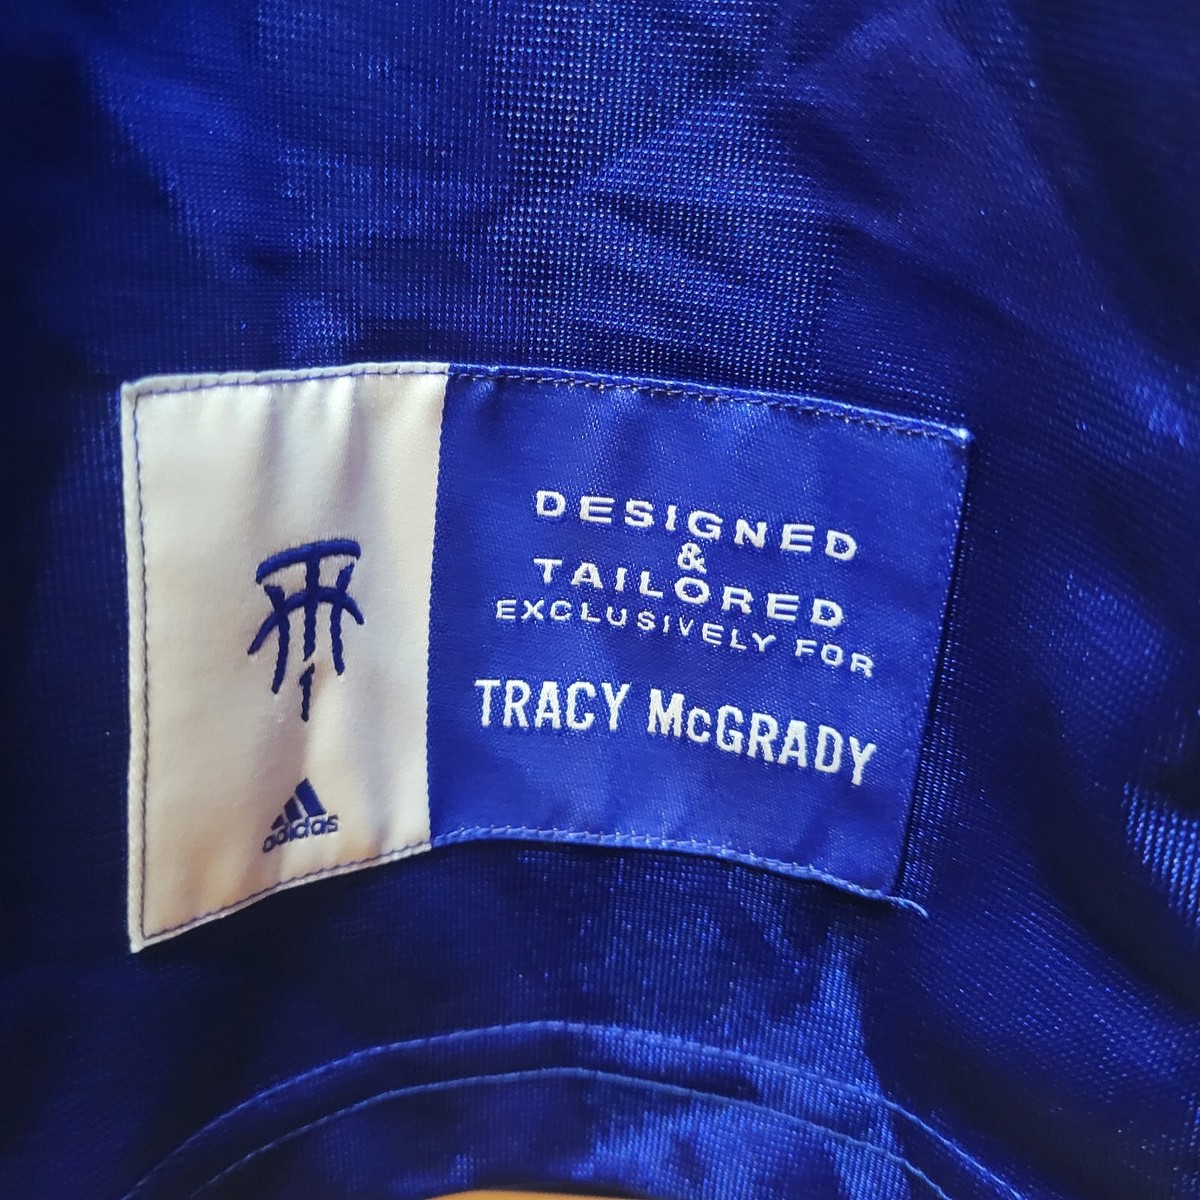 1
adidas
DESIGNED
&
TAILORED
EXCLUSIVELY FOR
TRACY McGRADY